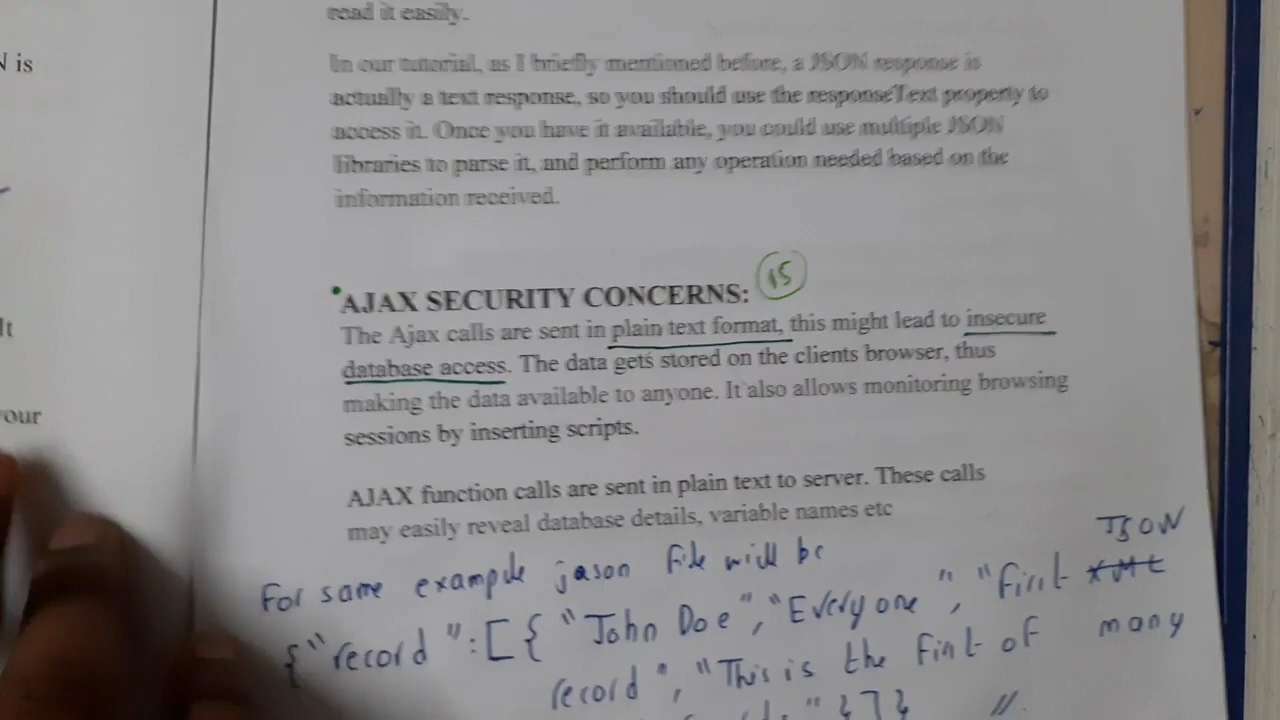 N is
lt
our
read it easily.
In our tutorial, as I briefly mentioned before, a JSON response is
actually a text response, so you should use the responseText property to
access it. Once you have it available, you could use multiple JSON
libraries to parse it, and perform any operation needed based on the
information received.
AJAX SECURITY CONCERNS: 15
The Ajax calls are sent in plain text format, this might lead to insecure
database access. The data gets stored on the clients browser, thus
making the data available to anyone. It also allows monitoring browsing
sessions by inserting scripts.
AJAX function calls are sent in plain text to server. These calls
may easily reveal database details, variable names etc
JSON
For same example jason file will be
{"record":[{"John Doe","Everyone","First
record","This is the first of many
"}]}